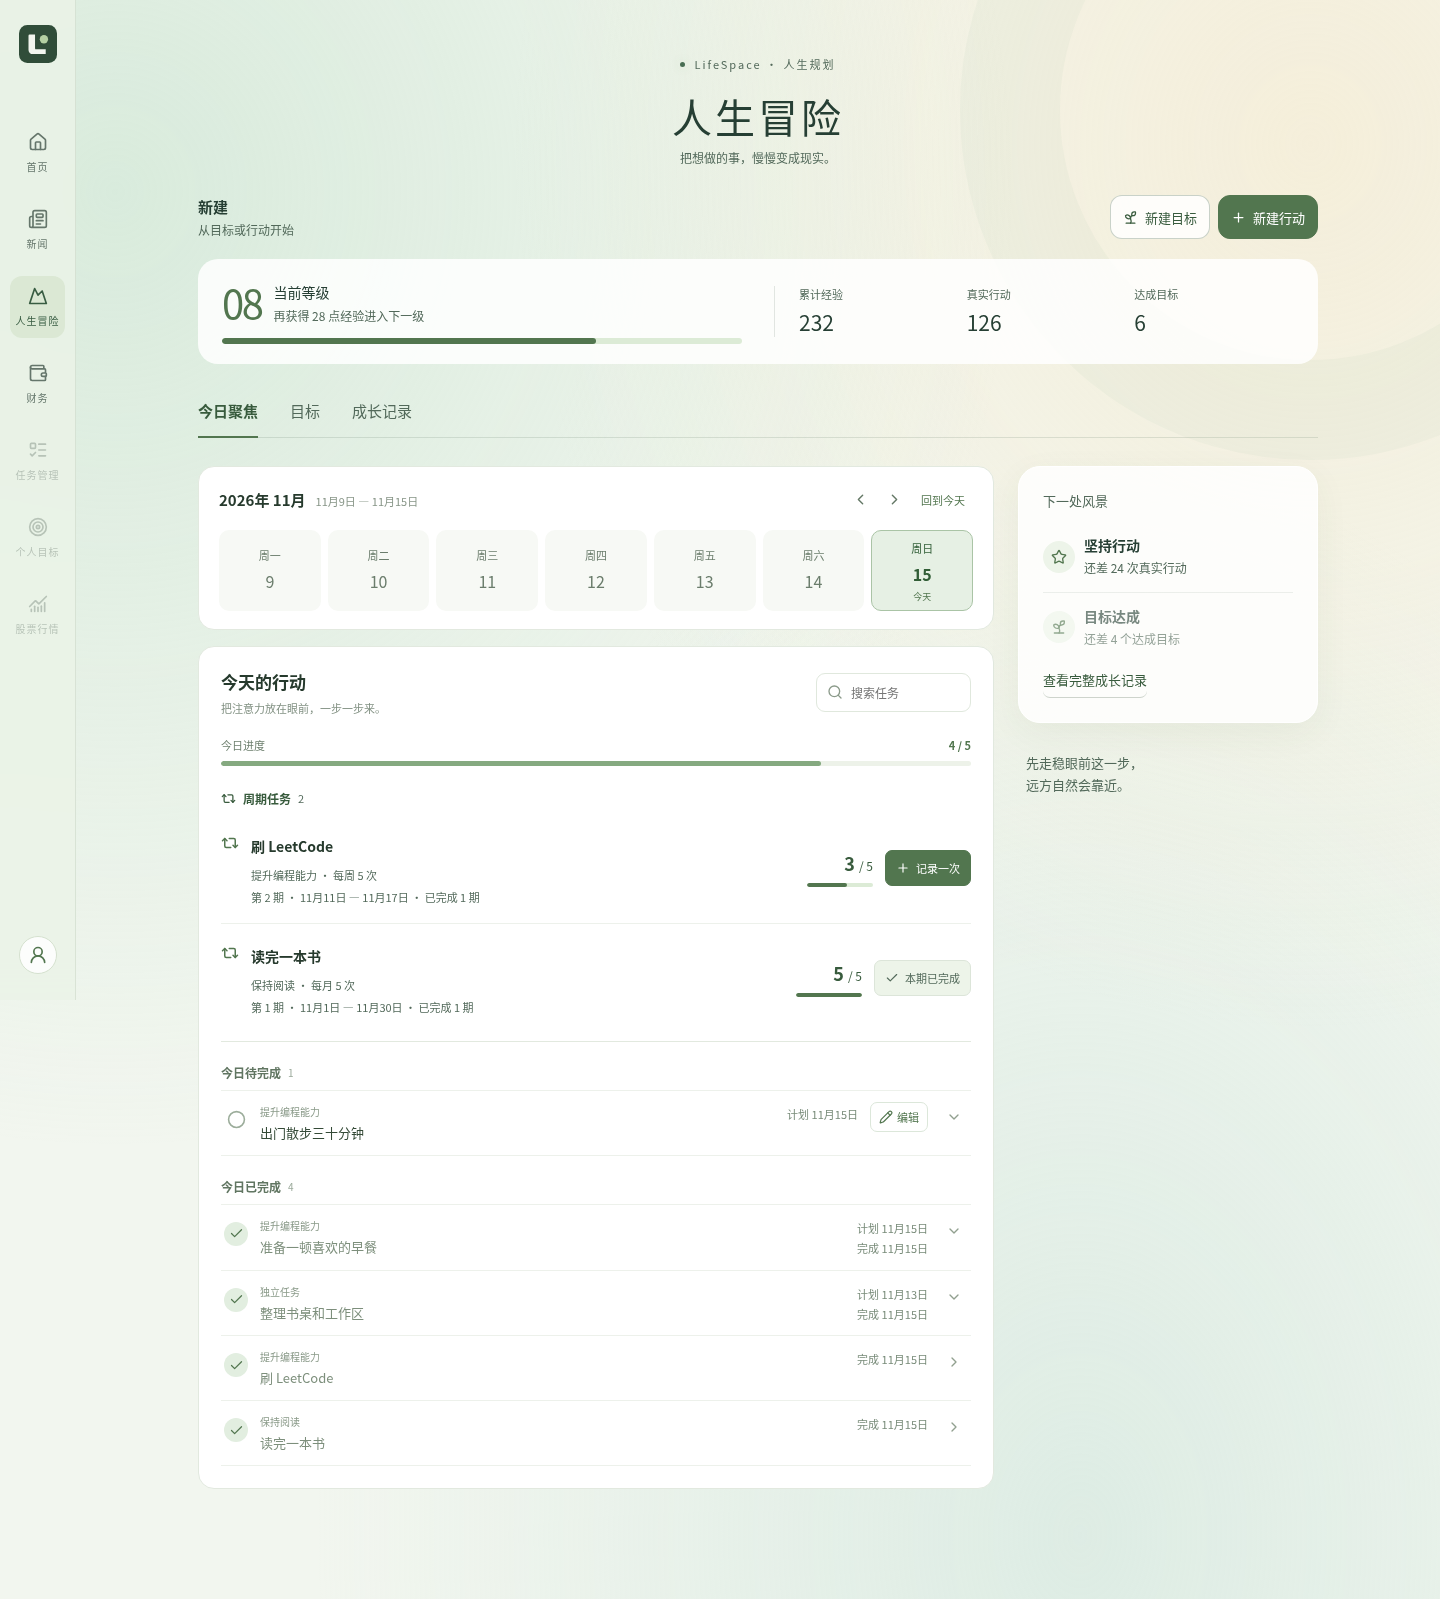 首页
新闻
人生冒险
财务
任务管理
个人目标
股票行情
LifeSpace · 人生规划
人生冒险
把想做的事，慢慢变成现实。
新建
从目标或行动开始
新建目标
新建行动
08
当前等级
再获得 28 点经验进入下一级
累计经验
232
真实行动
126
达成目标
6
今日聚焦
目标
成长记录
2026年 11月 11月9日 — 11月15日
回到今天
周一
9
周二
10
周三
11
周四
12
周五
13
周六
14
周日
15
今天
今天的行动
把注意力放在眼前，一步一步来。
搜索任务
今日进度
4 / 5
周期任务 2
刷 LeetCode
提升编程能力 · 每周 5 次
第 2 期 · 11月11日 — 11月17日 · 已完成 1 期
3 / 5
记录一次
读完一本书
保持阅读 · 每月 5 次
第 1 期 · 11月1日 — 11月30日 · 已完成 1 期
5 / 5
本期已完成
今日待完成 1
提升编程能力
出门散步三十分钟
计划 11月15日
编辑
今日已完成 4
提升编程能力
准备一顿喜欢的早餐
计划 11月15日
完成 11月15日
独立任务
整理书桌和工作区
计划 11月13日
完成 11月15日
提升编程能力
刷 LeetCode
完成 11月15日
保持阅读
读完一本书
完成 11月15日
下一处风景
坚持行动
还差 24 次真实行动
目标达成
还差 4 个达成目标
查看完整成长记录
先走稳眼前这一步，
远方自然会靠近。